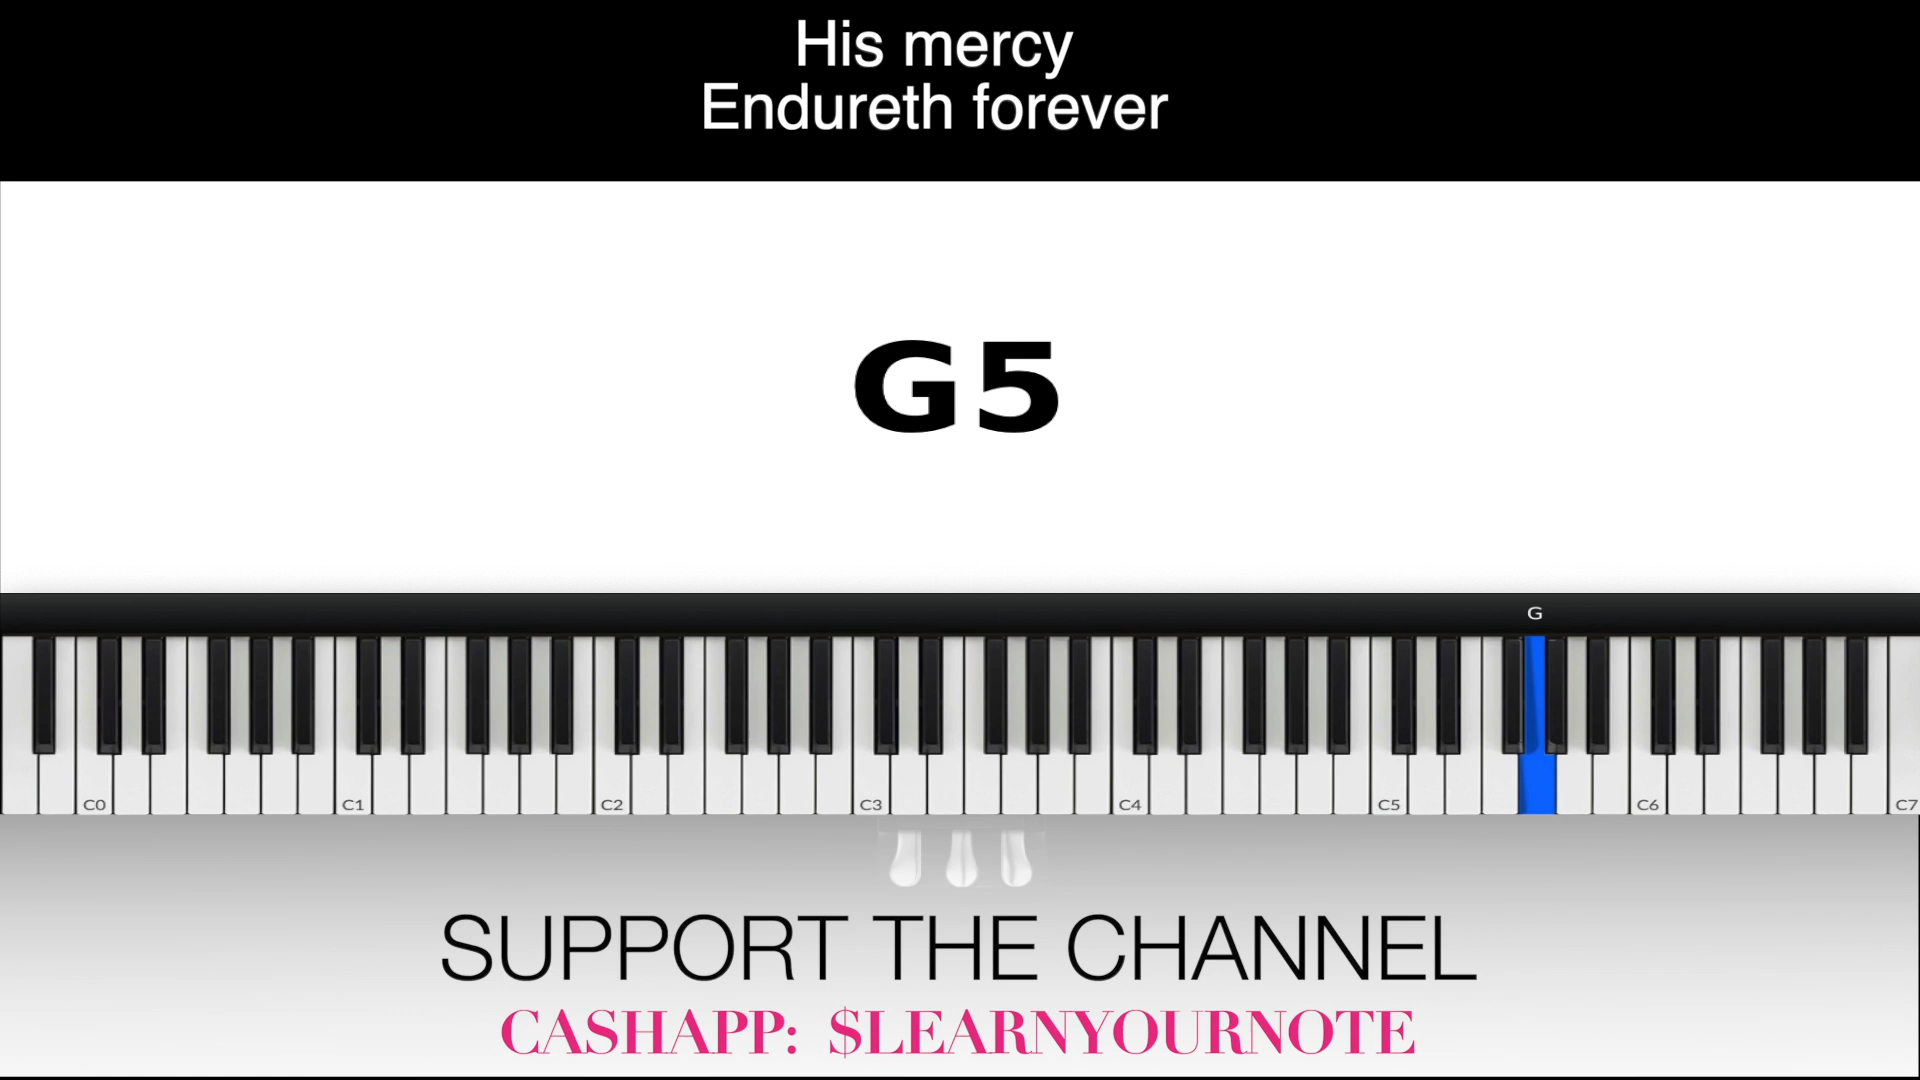 His mercy
Endureth forever
G5
G
C0 C1 C2 C3 C4 C5 C6 C7
SUPPORT THE CHANNEL
CASHAPP: $LEARNYOURNOTE